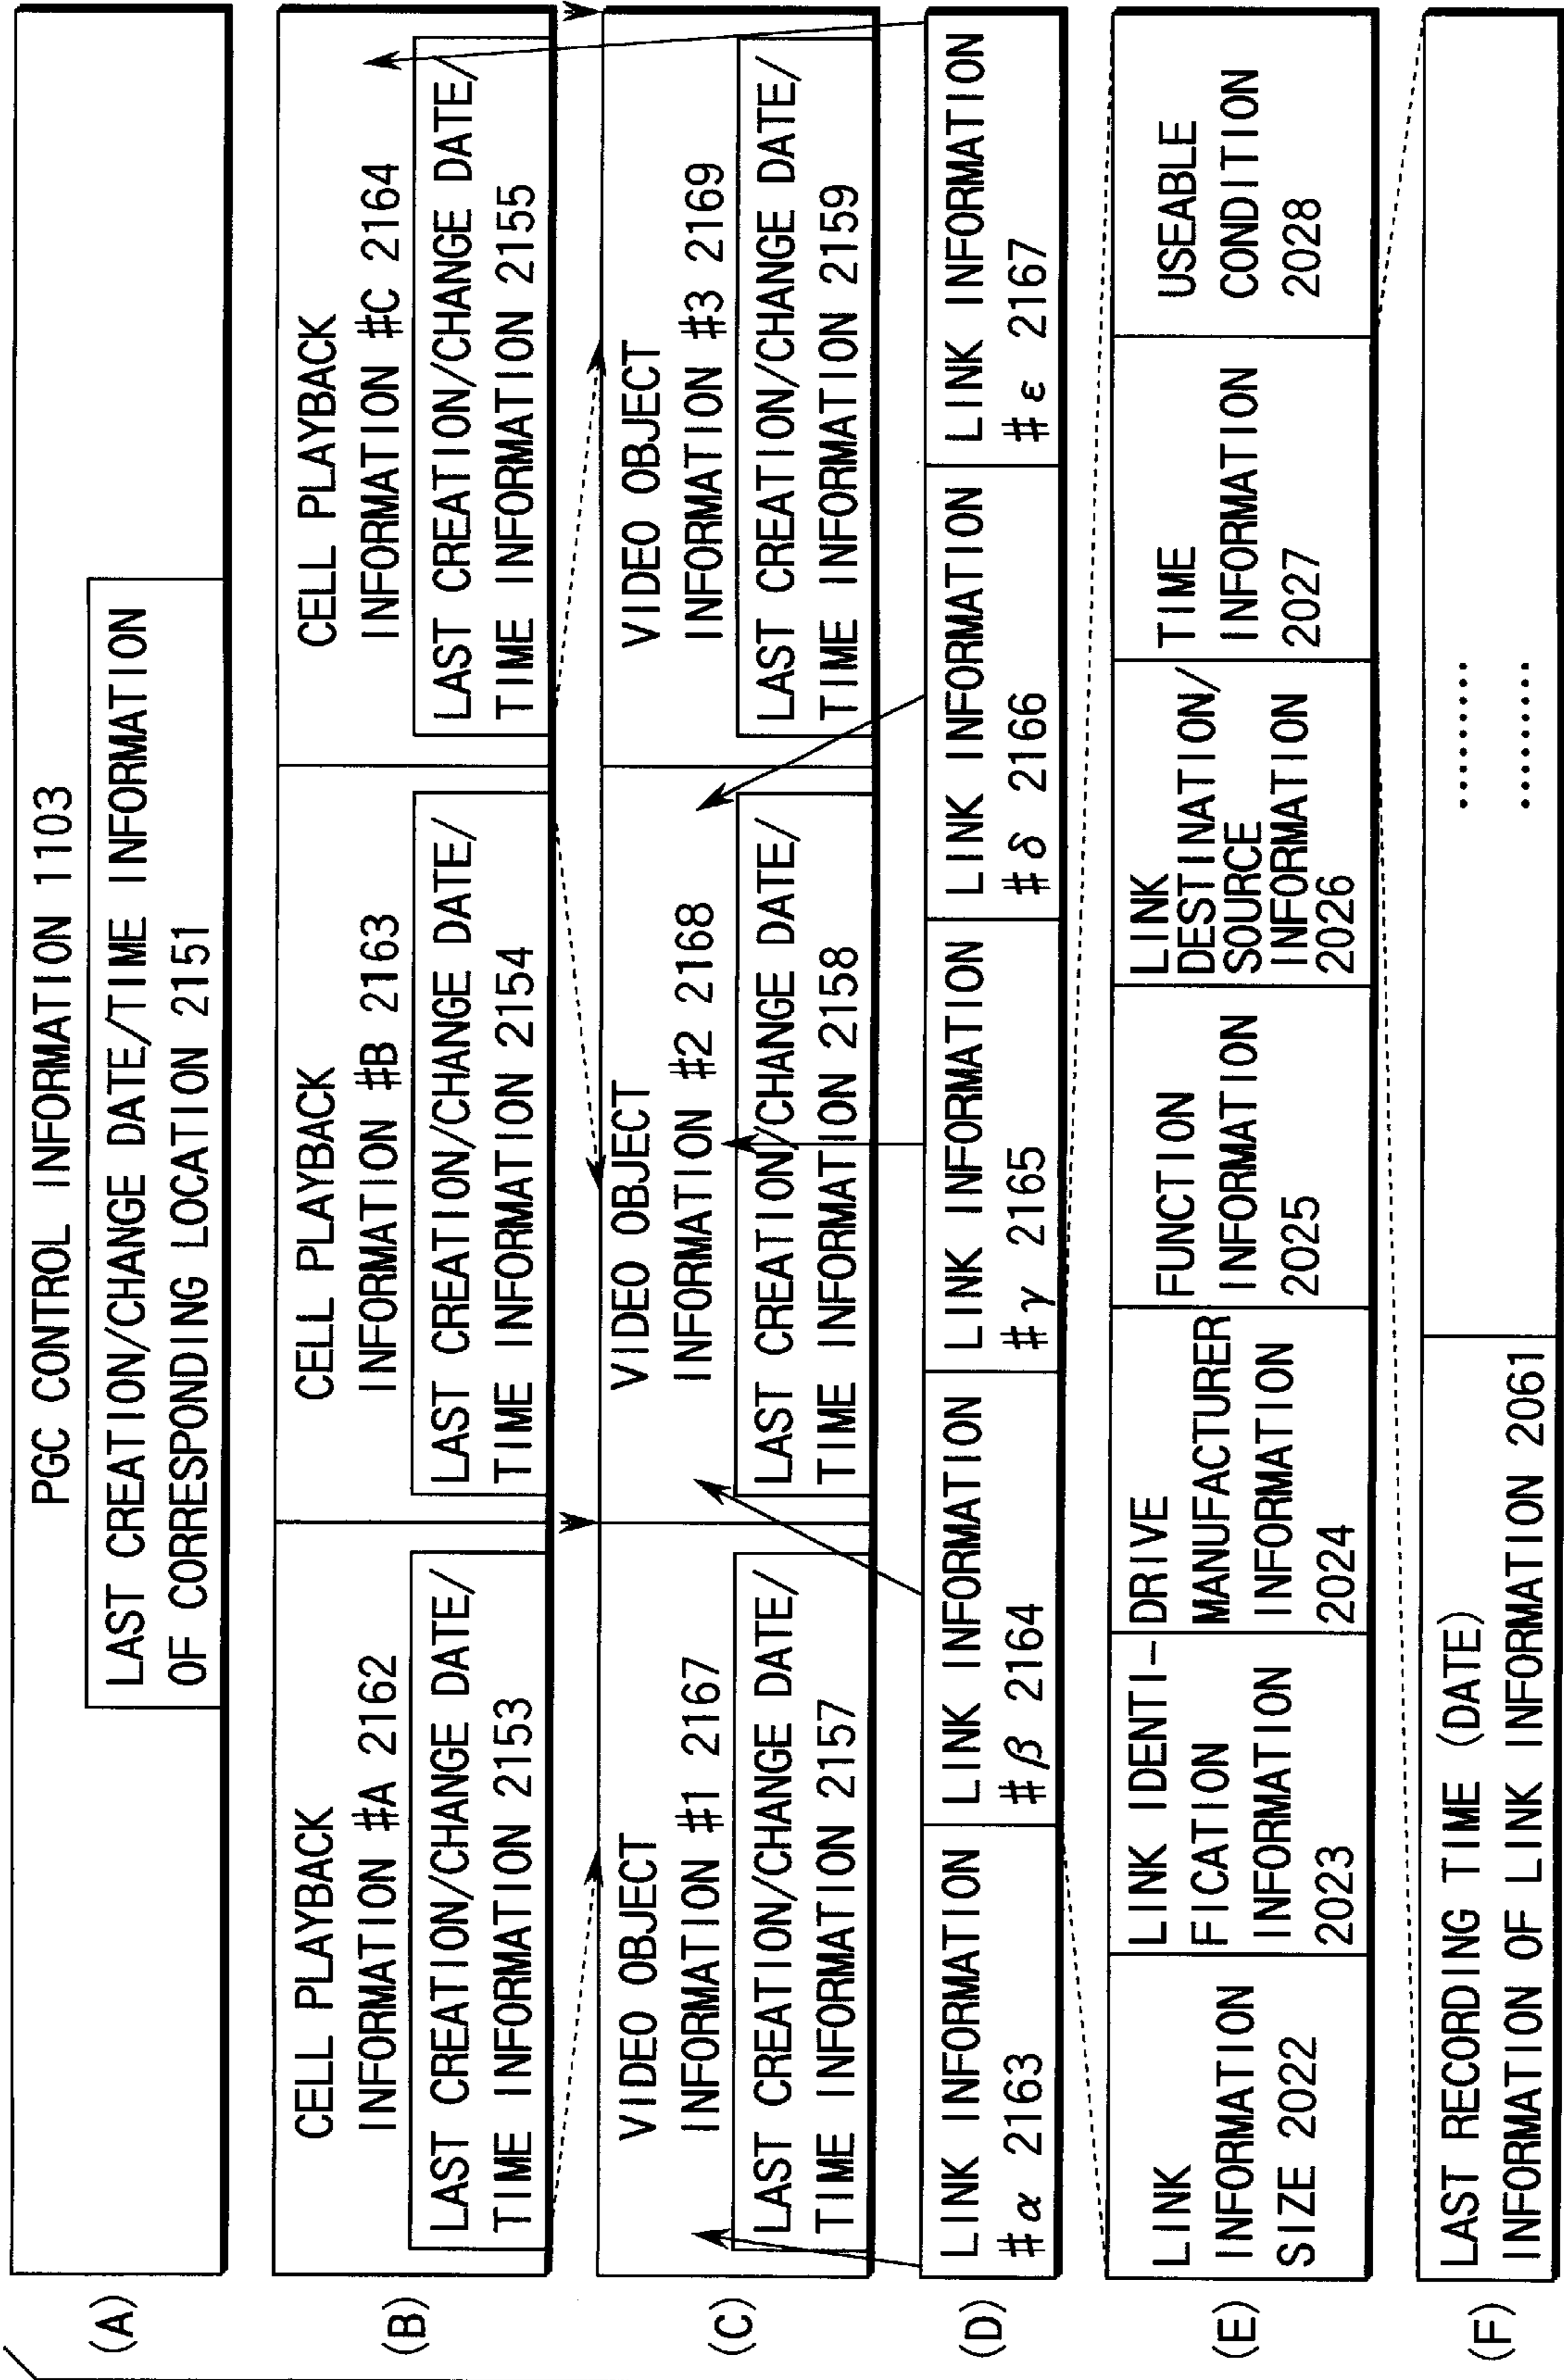 (A)
PGC CONTROL INFORMATION 1103
LAST CREATION/CHANGE DATE/TIME INFORMATION
OF CORRESPONDING LOCATION 2151
(B)
CELL PLAYBACK
INFORMATION #A 2162
LAST CREATION/CHANGE DATE/
TIME INFORMATION 2153
CELL PLAYBACK
INFORMATION #B 2163
LAST CREATION/CHANGE DATE/
TIME INFORMATION 2154
CELL PLAYBACK
INFORMATION #C 2164
LAST CREATION/CHANGE DATE/
TIME INFORMATION 2155
(C)
VIDEO OBJECT
INFORMATION #1 2167
LAST CREATION/CHANGE DATE/
TIME INFORMATION 2157
VIDEO OBJECT
INFORMATION #2 2168
LAST CREATION/CHANGE DATE/
TIME INFORMATION 2158
VIDEO OBJECT
INFORMATION #3 2169
LAST CREATION/CHANGE DATE/
TIME INFORMATION 2159
(D)
LINK INFORMATION
#α 2163
LINK INFORMATION
#β 2164
LINK INFORMATION
#γ 2165
LINK INFORMATION
#δ 2166
LINK INFORMATION
#ε 2167
(E)
LINK
INFORMATION
SIZE 2022
LINK IDENTI-
FICATION
INFORMATION
2023
DRIVE
MANUFACTURER
INFORMATION
2024
FUNCTION
INFORMATION
2025
LINK
DESTINATION/
SOURCE
INFORMATION
2026
TIME
INFORMATION
2027
USEABLE
CONDITION
2028
(F)
LAST RECORDING TIME (DATE)
INFORMATION OF LINK INFORMATION 2061
........
........